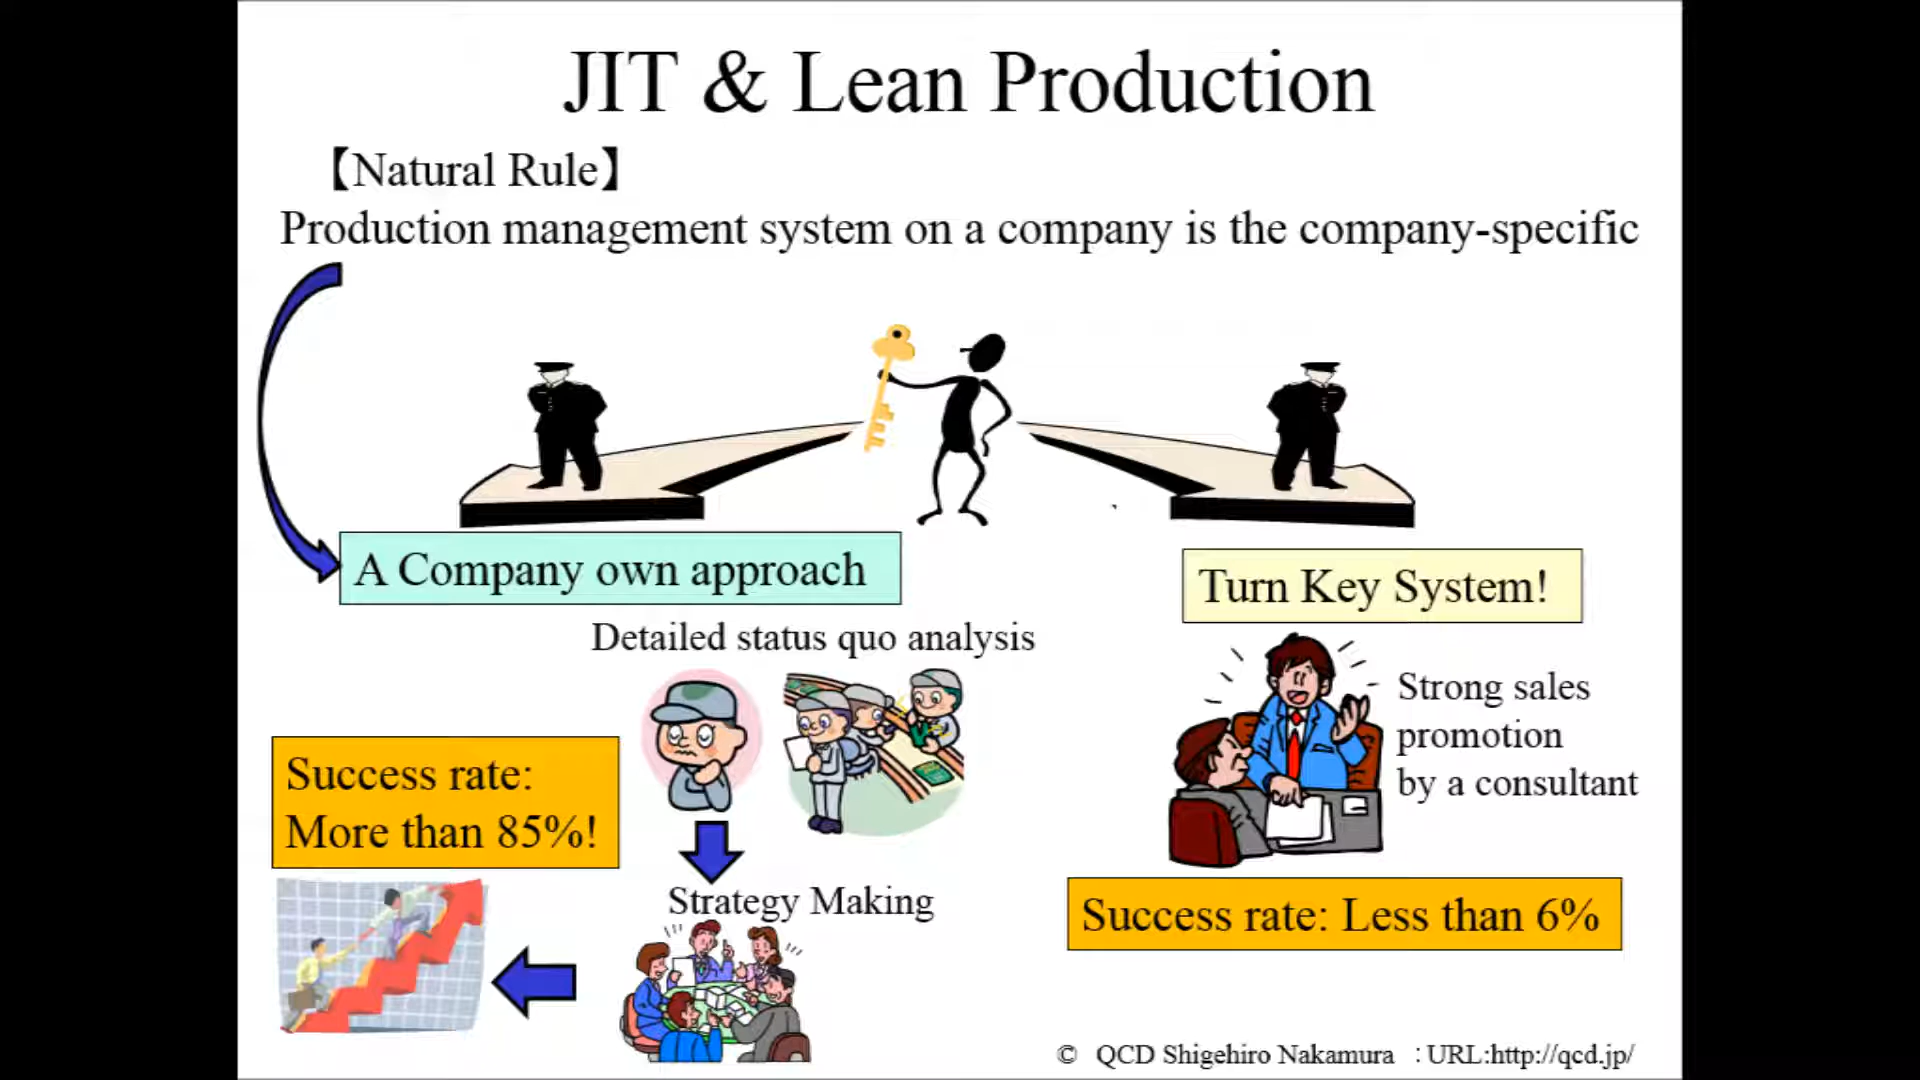 JIT & Lean Production
【Natural Rule】
Production management system on a company is the company-specific
A Company own approach
Turn Key System!
Detailed status quo analysis
Strong sales
promotion
by a consultant
Success rate:
More than 85%!
Strategy Making
Success rate: Less than 6%
© QCD Shigehiro Nakamura ：URL:http://qcd.jp/